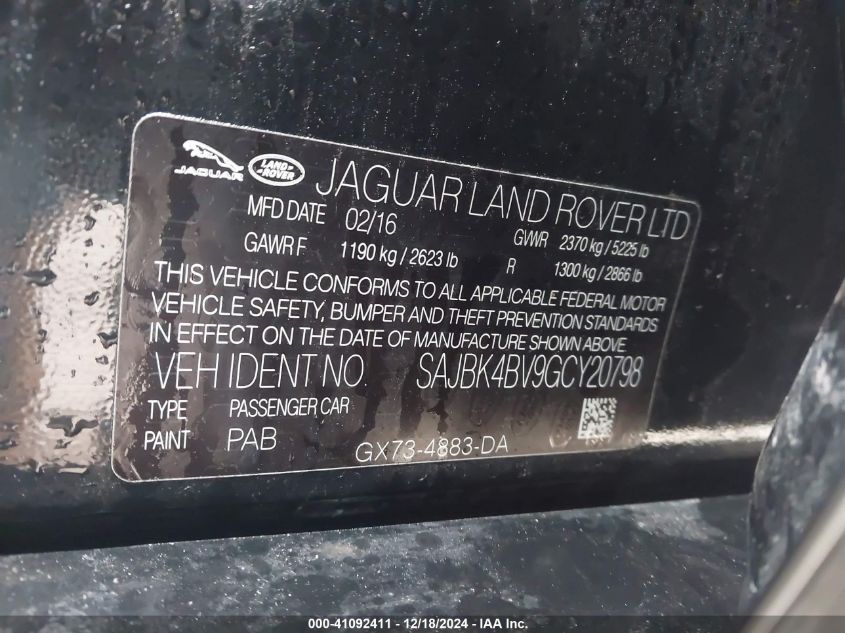 JAGUAR LAND ROVER JAGUAR LAND ROVER LTD
MFD DATE 02/16 GVWR 2370 kg / 5225 lb
GAWR F 1190 kg / 2623 lb R 1300 kg / 2866 lb
THIS VEHICLE CONFORMS TO ALL APPLICABLE FEDERAL MOTOR
VEHICLE SAFETY, BUMPER AND THEFT PREVENTION STANDARDS
IN EFFECT ON THE DATE OF MANUFACTURE SHOWN ABOVE.
VEH IDENT NO. SAJBK4BV9GCY20798
TYPE PASSENGER CAR
PAINT PAB GX73-4883-DA
000-41092411 - 12/18/2024 - IAA Inc.